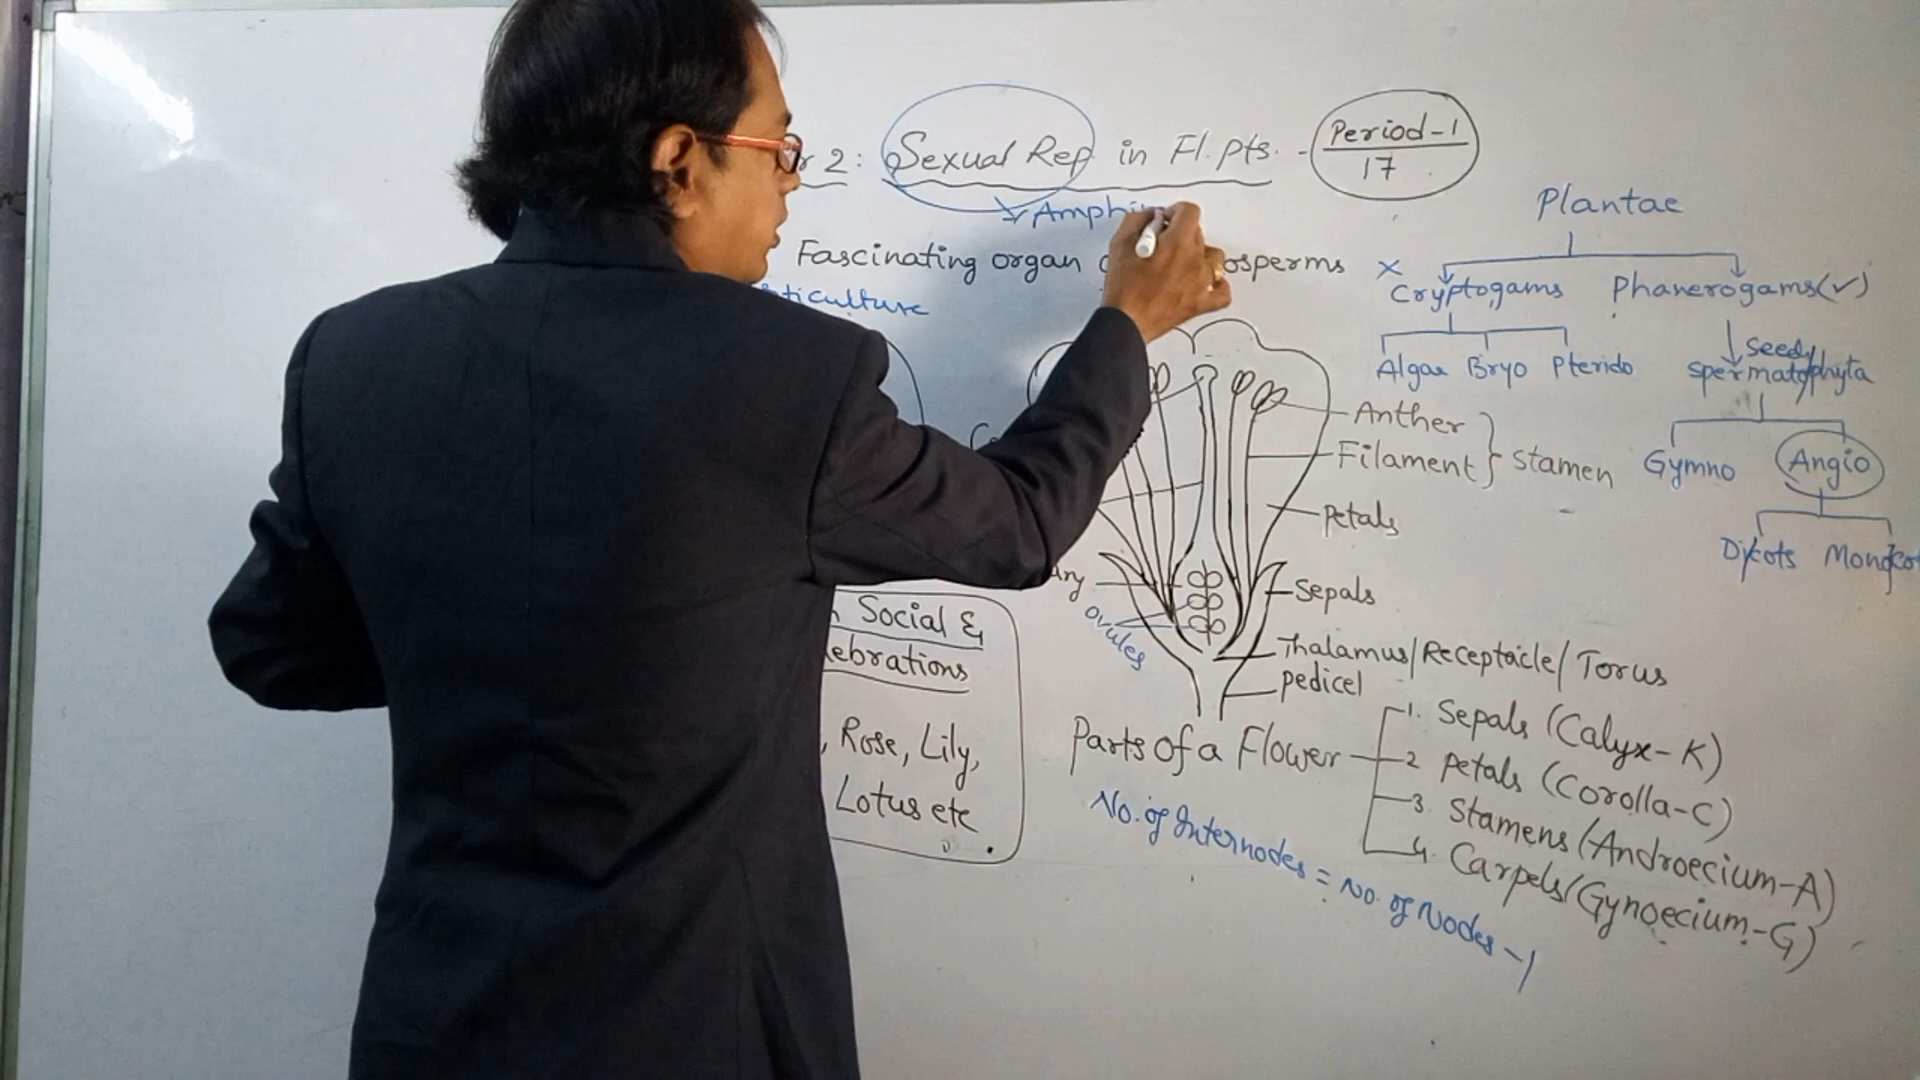 2: Sexual Rep. in Fl. pts. - Period-1
17
Amphi
Fascinating organ
osperms
ticulture
Plantae
x Cryptogams Phanerogams(✓)
Algae Bryo Pterido
Seedy
Spermatophyta
Gymno Angio
Dicots Monocot
Anther
Filament } Stamen
Petals
Sepals
ovules
Thalamus/Receptacle/Torus
Pedicel
Social &
lebrations
, Rose, Lily,
Lotus etc
Parts of a Flower
1. Sepals (Calyx-K)
2 Petals (Corolla-C)
3. Stamens (Androecium-A)
4. Carpels (Gynoecium-G)
No. of Internodes = No. of Nodes - 1